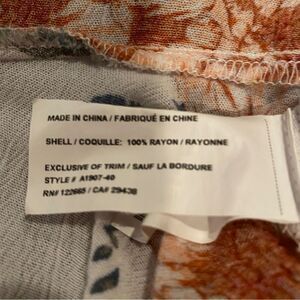 MADE IN CHINA / FABRIQUÉ EN CHINE
SHELL / COQUILLE: 100% RAYON / RAYONNE
EXCLUSIVE OF TRIM / SAUF LA BORDURE
STYLE # A1907-40
RN# 122665 / CA# 29438